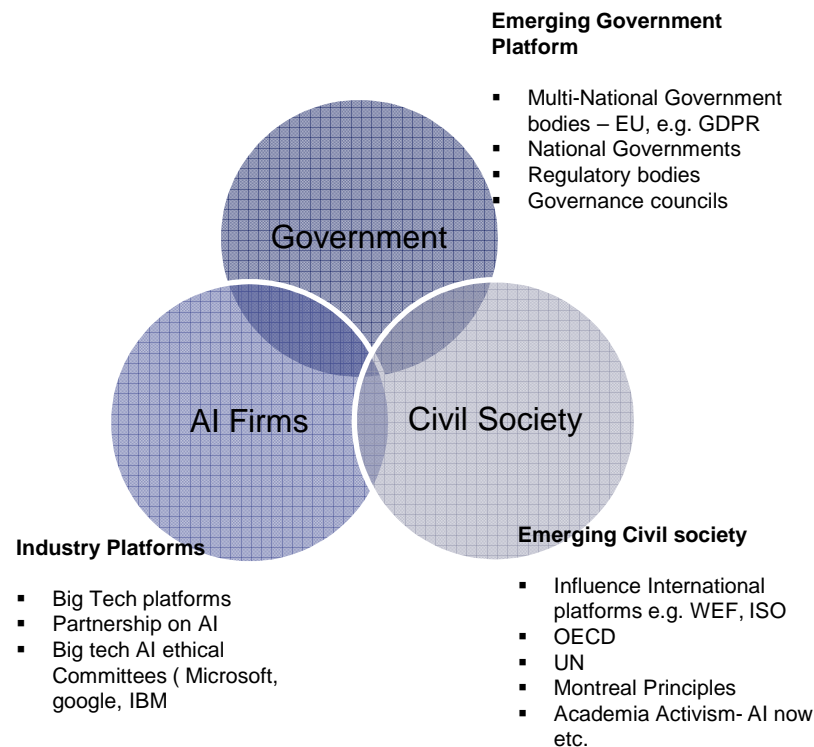 Emerging Government
Platform
▪ Multi-National Government
bodies – EU, e.g. GDPR
▪ National Governments
▪ Regulatory bodies
▪ Governance councils
Government
AI Firms
Civil Society
Industry Platforms
▪ Big Tech platforms
▪ Partnership on AI
▪ Big tech AI ethical
Committees ( Microsoft,
google, IBM
Emerging Civil society
▪ Influence International
platforms e.g. WEF, ISO
▪ OECD
▪ UN
▪ Montreal Principles
▪ Academia Activism- AI now
etc.